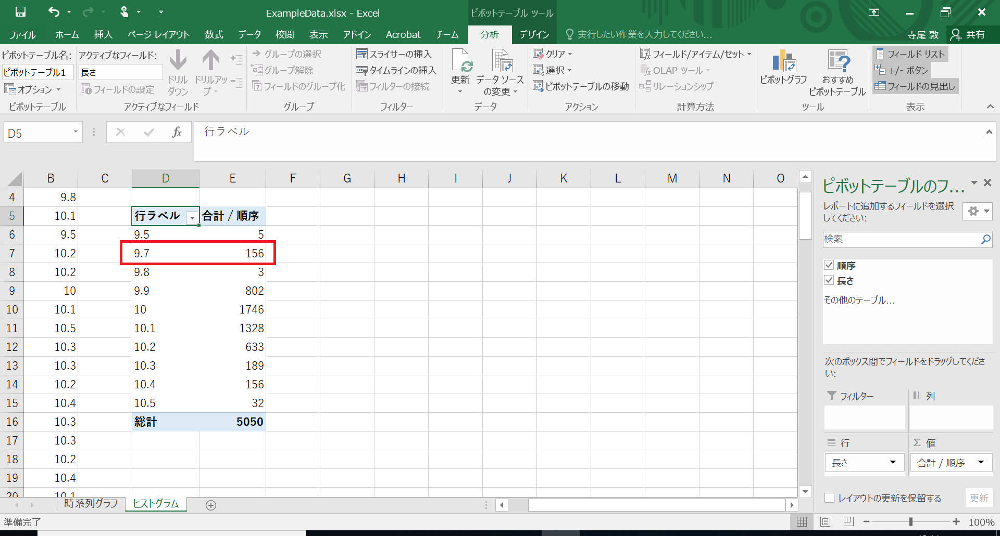 ExampleData.xlsx - Excel
ピボットテーブル ツール
ファイル ホーム 挿入 ページ レイアウト 数式 データ 校閲 表示 アドイン Acrobat チーム 分析 デザイン 実行したい作業を入力してください... 寺尾 敦 共有
ピボットテーブル名:
ピボットテーブル1
オプション
ピボットテーブル
アクティブなフィールド:
長さ
フィールドの設定
ドリル
ダウン
ドリルアッ
プ
アクティブなフィールド
グループの選択
グループ解除
フィールドのグループ化
グループ
スライサーの挿入
タイムラインの挿入
フィルターの接続
フィルター
更新
データ ソース
の変更
データ
クリア
選択
ピボットテーブルの移動
アクション
フィールド/アイテム/セット
OLAP ツール
リレーションシップ
計算方法
ピボットグラフ
おすすめ
ピボットテーブル
ツール
フィールド リスト
+/- ボタン
フィールドの見出し
表示
D5 fx 行ラベル
B C D E F G H I J K L M N O
4 9.8
5 10.1 行ラベル 合計 / 順序
6 9.5 9.5 5
7 10.2 9.7 156
8 10.2 9.8 3
9 10 9.9 802
10 10.1 10 1746
11 10.5 10.1 1328
12 10.3 10.2 633
13 10.3 10.3 189
14 10.2 10.4 156
15 10.4 10.5 32
16 10.3 総計 5050
17 10.3
18 10.2
19 10.4
20 10.1
時系列グラフ ヒストグラム
準備完了
100%
ピボットテーブルのフ...
レポートに追加するフィールドを選択
してください:
検索
順序
長さ
その他のテーブル...
次のボックス間でフィールドをドラッグしてくださ
い:
フィルター
列
行
Σ 値
長さ
合計 / 順序
レイアウトの更新を保留する
更新